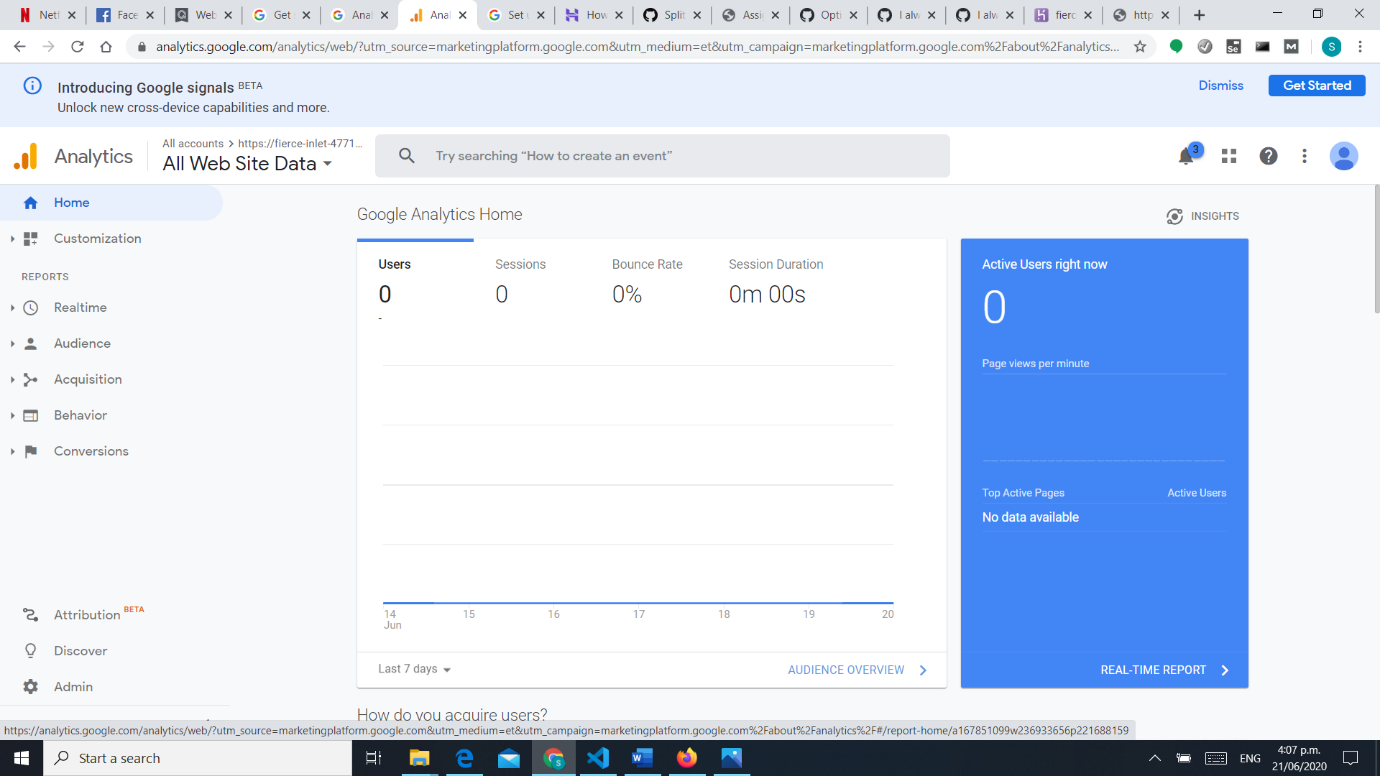 Netf
Face
Web
Get
Anal
Anal
Set u
How
Split
Assig
Opti
I alw
I alw
fierc
http
analytics.google.com/analytics/web/?utm_source=marketingplatform.google.com&utm_medium=et&utm_campaign=marketingplatform.google.com%2Fabout%2Fanalytics...
Se
M
S
Introducing Google signals BETA
Unlock new cross-device capabilities and more.
Dismiss
Get Started
Analytics
All accounts > https://fierce-inlet-4771...
All Web Site Data
Try searching “How to create an event”
3
Home
Customization
REPORTS
Realtime
Audience
Acquisition
Behavior
Conversions
Attribution BETA
Discover
Admin
Google Analytics Home
INSIGHTS
Users
0
-
Sessions
0
Bounce Rate
0%
Session Duration
0m 00s
14
Jun
15
16
17
18
19
20
Last 7 days
AUDIENCE OVERVIEW
Active Users right now
0
Page views per minute
Top Active Pages
Active Users
No data available
REAL-TIME REPORT
How do you acquire users?
https://analytics.google.com/analytics/web/?utm_source=marketingplatform.google.com&utm_medium=et&utm_campaign=marketingplatform.google.com%2Fabout%2Fanalytics%2F#/report-home/a167851099w236933656p221688159
Start a search
ENG
4:07 p.m.
21/06/2020